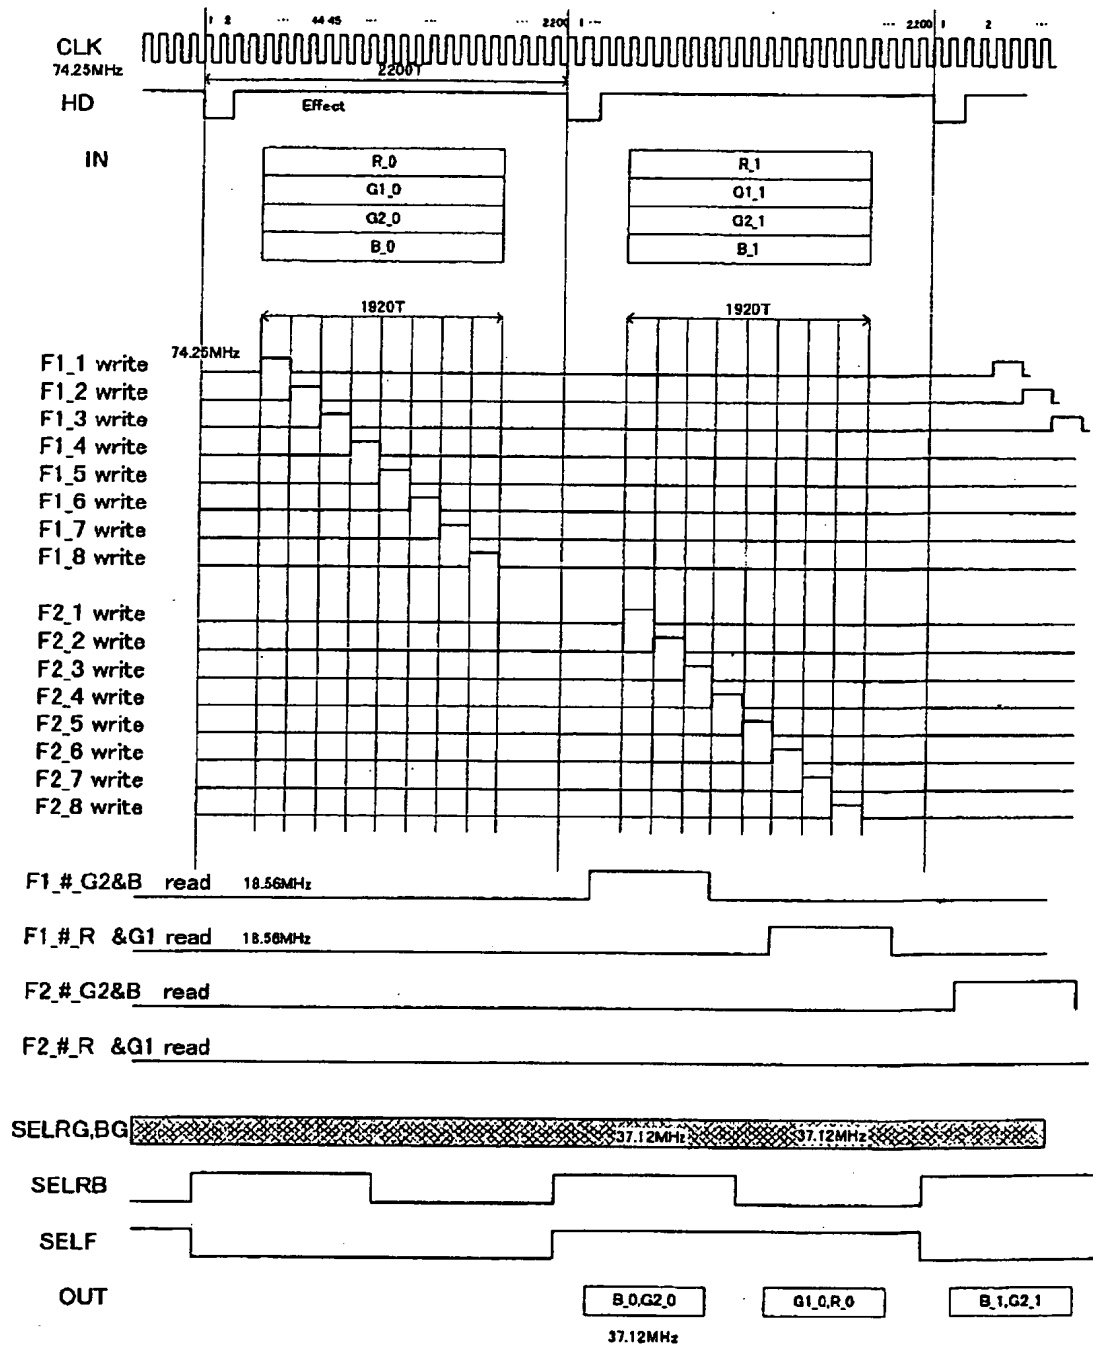 1 2 ... 44 45 ... ... ... 2200 1 ... ... 2200 1 2 ...
CLK
74.25MHz
2200T
HD
Effect
IN
R_0 R_1
G1_0 G1_1
G2_0 G2_1
B_0 B_1
1920T 1920T
74.25MHz
F1_1 write
F1_2 write
F1_3 write
F1_4 write
F1_5 write
F1_6 write
F1_7 write
F1_8 write
F2_1 write
F2_2 write
F2_3 write
F2_4 write
F2_5 write
F2_6 write
F2_7 write
F2_8 write
F1_#_G2&B read 18.56MHz
F1_#_R &G1 read 18.56MHz
F2_#_G2&B read
F2_#_R &G1 read
SELRG,BG 37.12MHz 37.12MHz
SELRB
SELF
OUT B_0,G2_0 G1_0,R_0 B_1,G2_1
37.12MHz